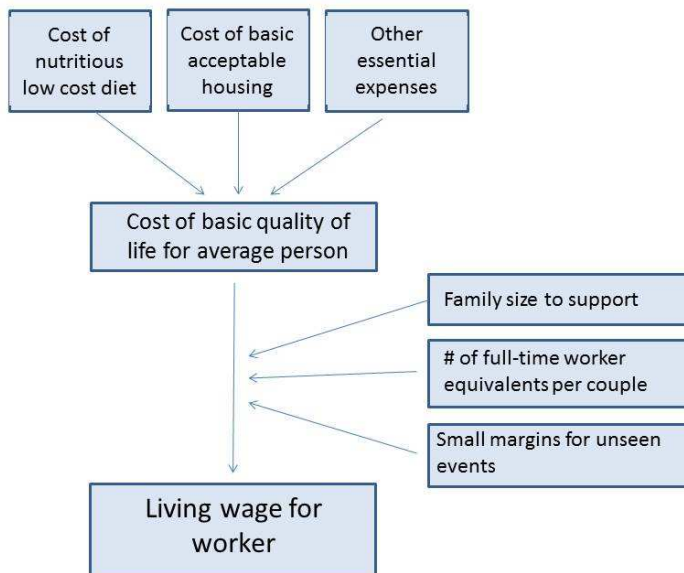 Cost of
nutritious
low cost diet
Cost of basic
acceptable
housing
Other
essential
expenses
Cost of basic quality of
life for average person
Family size to support
# of full-time worker
equivalents per couple
Small margins for unseen
events
Living wage for
worker